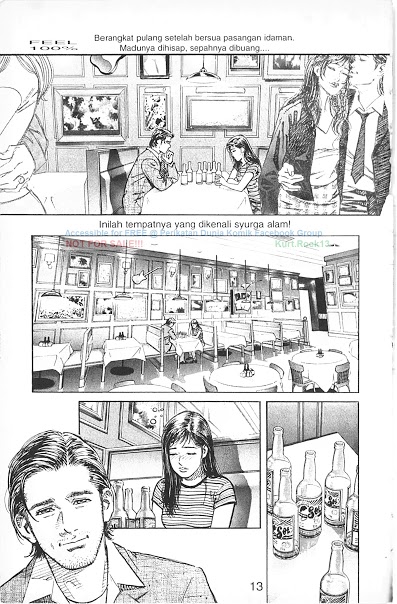 FEEL
100%
Berangkat pulang setelah bersua pasangan idaman.
Madunya dihisap, sepahnya dibuang....
Inilah tempatnya yang dikenali syurga alam!
Accessible for FREE @ Perikatan Dunia Komik Facebook Group
NOT FOR SALE!!!
Kurt.Rock13
13